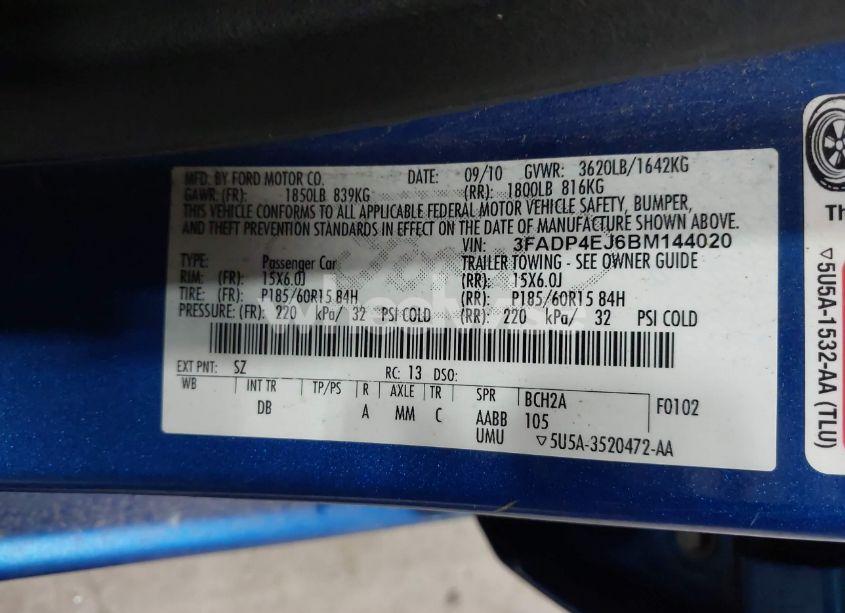 MFD. BY FORD MOTOR CO. DATE: 09/10 GVWR: 3620LB/1642KG
GAWR: (FR): 1850LB 839KG (RR): 1800LB 816KG
THIS VEHICLE CONFORMS TO ALL APPLICABLE FEDERAL MOTOR VEHICLE SAFETY, BUMPER,
AND THEFT PREVENTION STANDARDS IN EFFECT ON THE DATE OF MANUFACTURE SHOWN ABOVE.
VIN: 3FADP4EJ6BM144020
TYPE: Passenger Car TRAILER TOWING - SEE OWNER GUIDE
RIM: (FR): 15X6.0J (RR): 15X6.0J
TIRE: (FR): P185/60R15 84H (RR): P185/60R15 84H
PRESSURE: (FR): 220 kPa/ 32 PSI COLD (RR): 220 kPa/ 32 PSI COLD
EXT PNT: SZ RC: 13 DSO:
WB INT TR TP/PS R AXLE TR SPR BCH2A F0102
DB A MM C AABB 105
UMU ▽5U5A-3520472-AA
Th
▽5U5A-1532-AA (TLU)